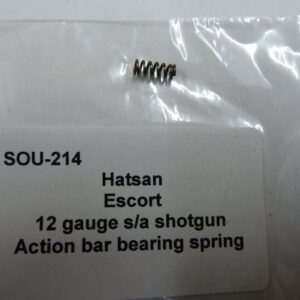 SOU-214
Hatsan
Escort
12 gauge s/a shotgun
Action bar bearing spring